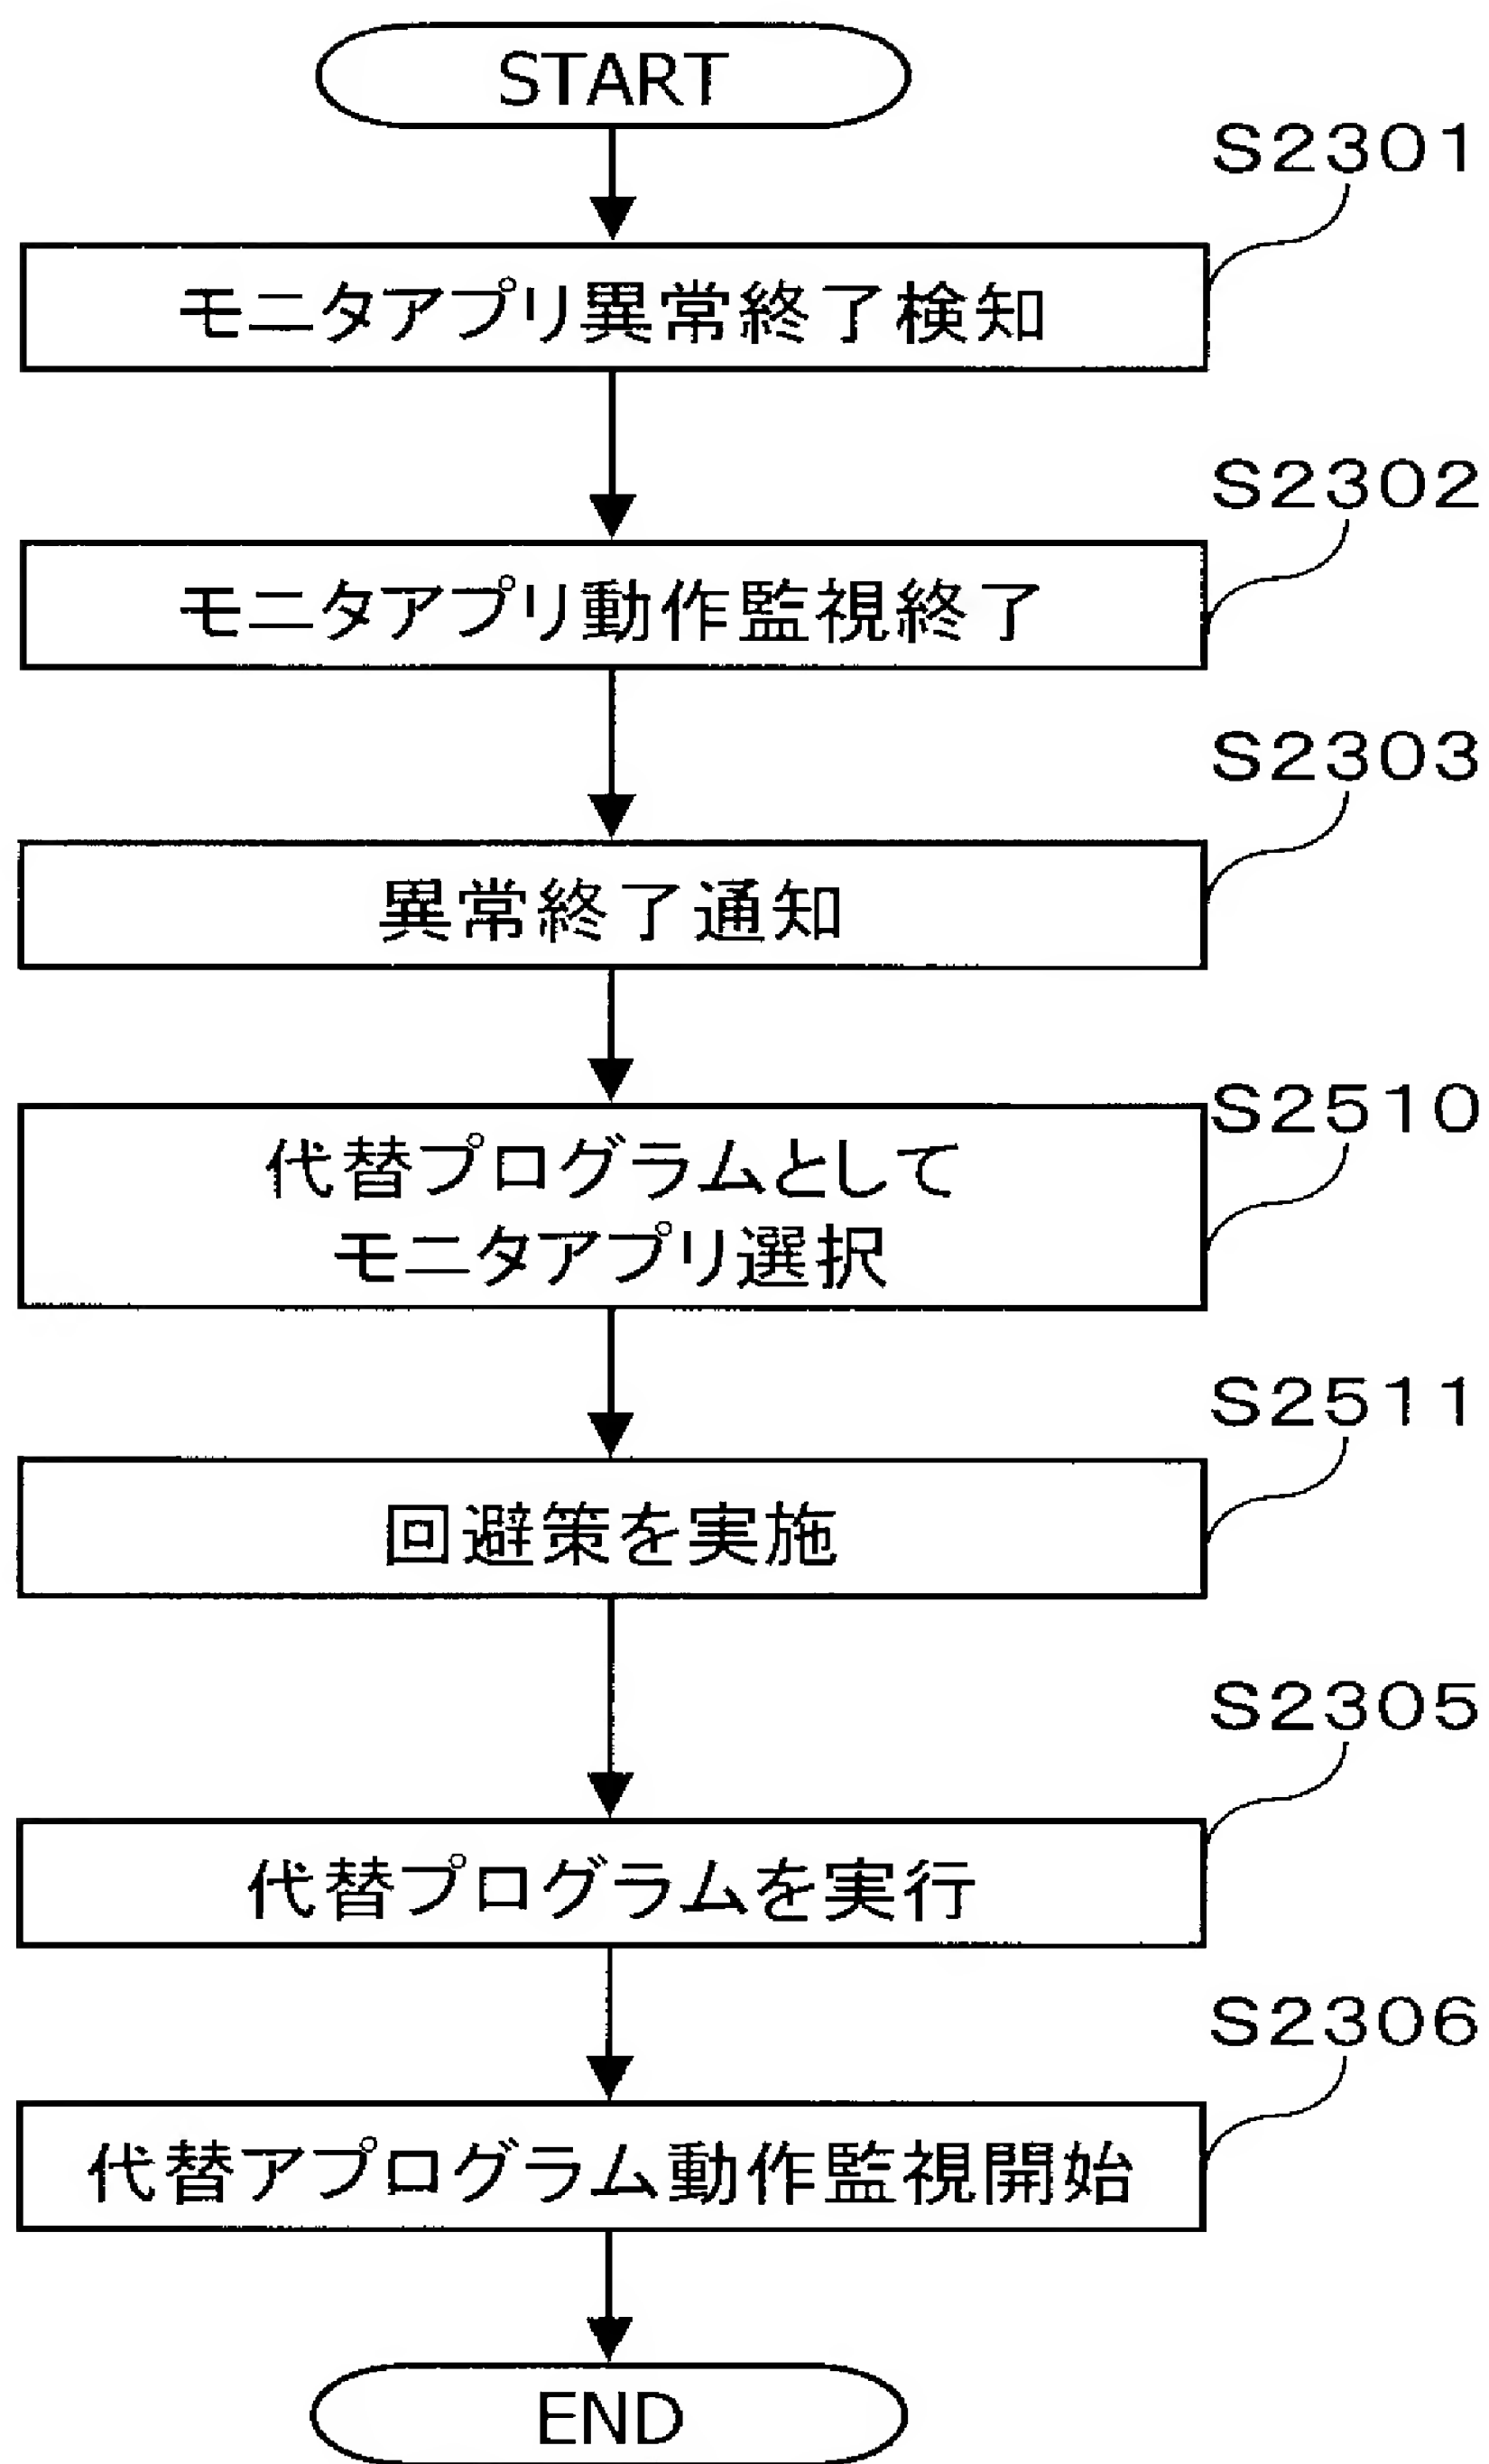 START
S2301
モニタアプリ異常終了検知
S2302
モニタアプリ動作監視終了
S2303
異常終了通知
S2510
代替プログラムとして
モニタアプリ選択
S2511
回避策を実施
S2305
代替プログラムを実行
S2306
代替アプログラム動作監視開始
END